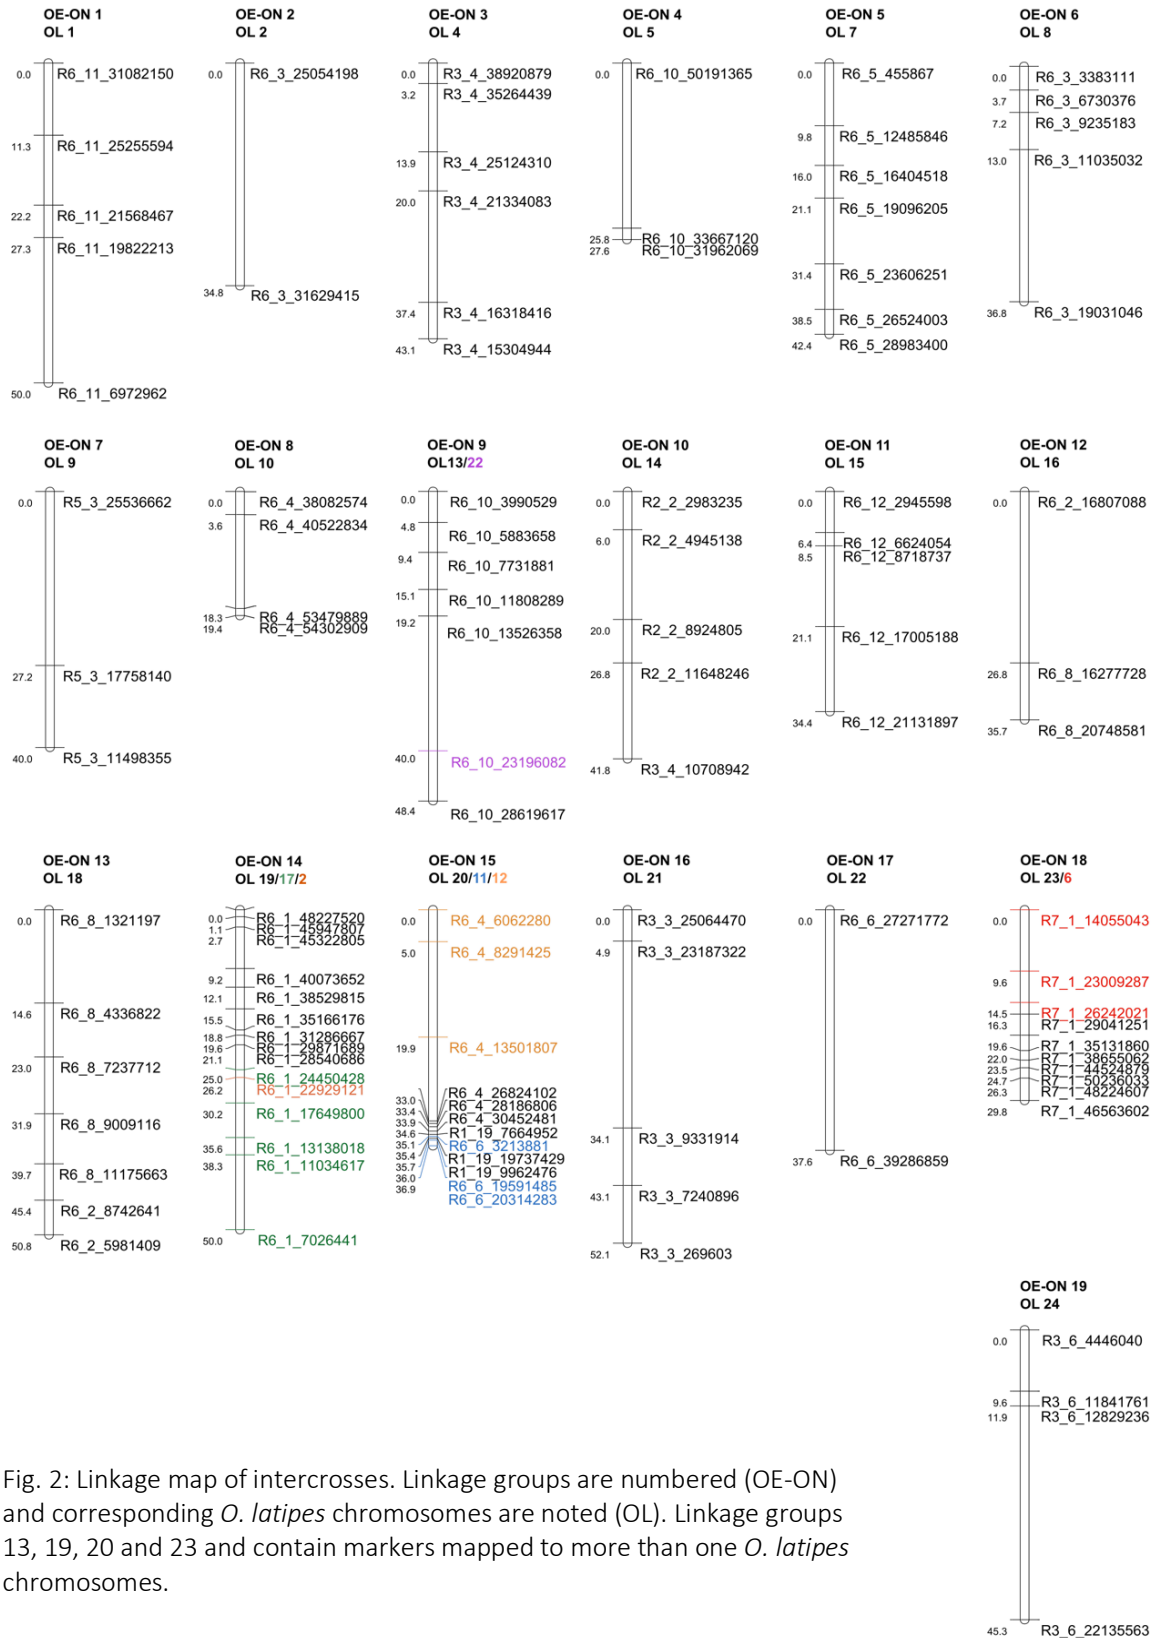 OE-ON 1
OL 1
0.0 R6_11_31082150
11.3 R6_11_25255594
22.2 R6_11_21568467
27.3 R6_11_19822213
50.0 R6_11_6972962
OE-ON 2
OL 2
0.0 R6_3_25054198
34.8 R6_3_31629415
OE-ON 3
OL 4
0.0 R3_4_38920879
3.2 R3_4_35264439
13.9 R3_4_25124310
20.0 R3_4_21334083
37.4 R3_4_16318416
43.1 R3_4_15304944
OE-ON 4
OL 5
0.0 R6_10_50191365
25.8 R6_10_33667120
27.6 R6_10_31962069
OE-ON 5
OL 7
0.0 R6_5_455867
9.8 R6_5_12485846
16.0 R6_5_16404518
21.1 R6_5_19096205
31.4 R6_5_23606251
38.5 R6_5_26524003
42.4 R6_5_28983400
OE-ON 6
OL 8
0.0 R6_3_3383111
3.7 R6_3_6730376
7.2 R6_3_9235183
13.0 R6_3_11035032
36.8 R6_3_19031046
OE-ON 7
OL 9
0.0 R5_3_25536662
27.2 R5_3_17758140
40.0 R5_3_11498355
OE-ON 8
OL 10
0.0 R6_4_38082574
3.6 R6_4_40522834
18.3 R6_4_53479889
19.4 R6_4_54302909
OE-ON 9
OL13/22
0.0 R6_10_3990529
4.8 R6_10_5883658
9.4 R6_10_7731881
15.1 R6_10_11808289
19.2 R6_10_13526358
40.0 R6_10_23196082
48.4 R6_10_28619617
OE-ON 10
OL 14
0.0 R2_2_2983235
6.0 R2_2_4945138
20.0 R2_2_8924805
26.8 R2_2_11648246
41.8 R3_4_10708942
OE-ON 11
OL 15
0.0 R6_12_2945598
6.4 R6_12_6624054
8.5 R6_12_8718737
21.1 R6_12_17005188
34.4 R6_12_21131897
OE-ON 12
OL 16
0.0 R6_2_16807088
26.8 R6_8_16277728
35.7 R6_8_20748581
OE-ON 13
OL 18
0.0 R6_8_1321197
14.6 R6_8_4336822
23.0 R6_8_7237712
31.9 R6_8_9009116
39.7 R6_8_11175663
45.4 R6_2_8742641
50.8 R6_2_5981409
OE-ON 14
OL 19/17/2
0.0 R6_1_48227520
1.1 R6_1_45947807
2.7 R6_1_45322805
9.2 R6_1_40073652
12.1 R6_1_38529815
15.5 R6_1_35166176
18.8 R6_1_31286667
19.6 R6_1_29871689
21.1 R6_1_28540686
25.0 R6_1_24450428
26.2 R6_1_22929121
30.2 R6_1_17649800
35.6 R6_1_13138018
38.3 R6_1_11034617
50.0 R6_1_7026441
OE-ON 15
OL 20/11/12
0.0 R6_4_6062280
5.0 R6_4_8291425
19.9 R6_4_13501807
33.0 R6_4_26824102
33.4 R6_4_28186806
33.9 R6_4_30452481
34.6 R1_19_7664952
35.1 R6_6_3213881
35.4 R1_19_19737429
35.7 R1_19_9962476
36.0 R6_6_19591485
36.9 R6_6_20314283
OE-ON 16
OL 21
0.0 R3_3_25064470
4.9 R3_3_23187322
34.1 R3_3_9331914
43.1 R3_3_7240896
52.1 R3_3_269603
OE-ON 17
OL 22
0.0 R6_6_27271772
37.6 R6_6_39286859
OE-ON 18
OL 23/6
0.0 R7_1_14055043
9.6 R7_1_23009287
14.5 R7_1_26242021
16.3 R7_1_29041251
19.6 R7_1_35131860
22.0 R7_1_38655062
23.5 R7_1_44524879
24.7 R7_1_50236033
26.3 R7_1_48224607
29.8 R7_1_46563602
OE-ON 19
OL 24
0.0 R3_6_4446040
9.6 R3_6_11841761
11.9 R3_6_12829236
45.3 R3_6_22135563
Fig. 2: Linkage map of intercrosses. Linkage groups are numbered (OE-ON)
and corresponding O. latipes chromosomes are noted (OL). Linkage groups
13, 19, 20 and 23 and contain markers mapped to more than one O. latipes
chromosomes.